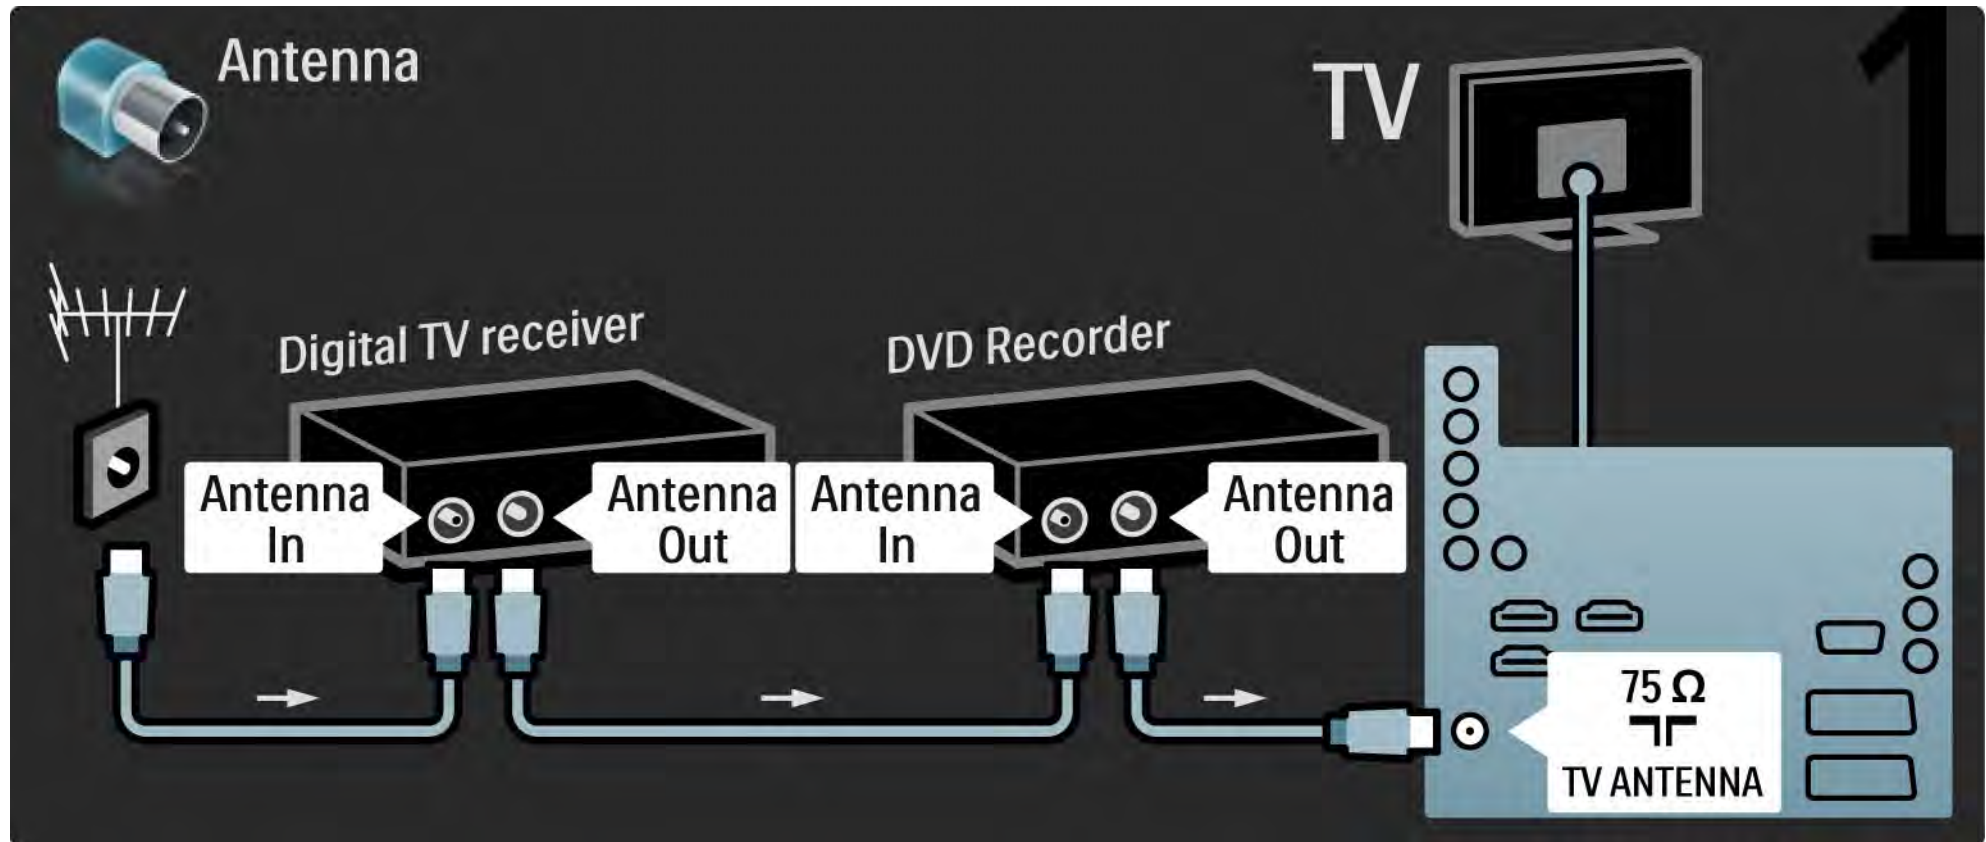 Antenna
TV
1
Digital TV receiver
DVD Recorder
Antenna
In
Antenna
Out
Antenna
In
Antenna
Out
75 Ω
TV ANTENNA